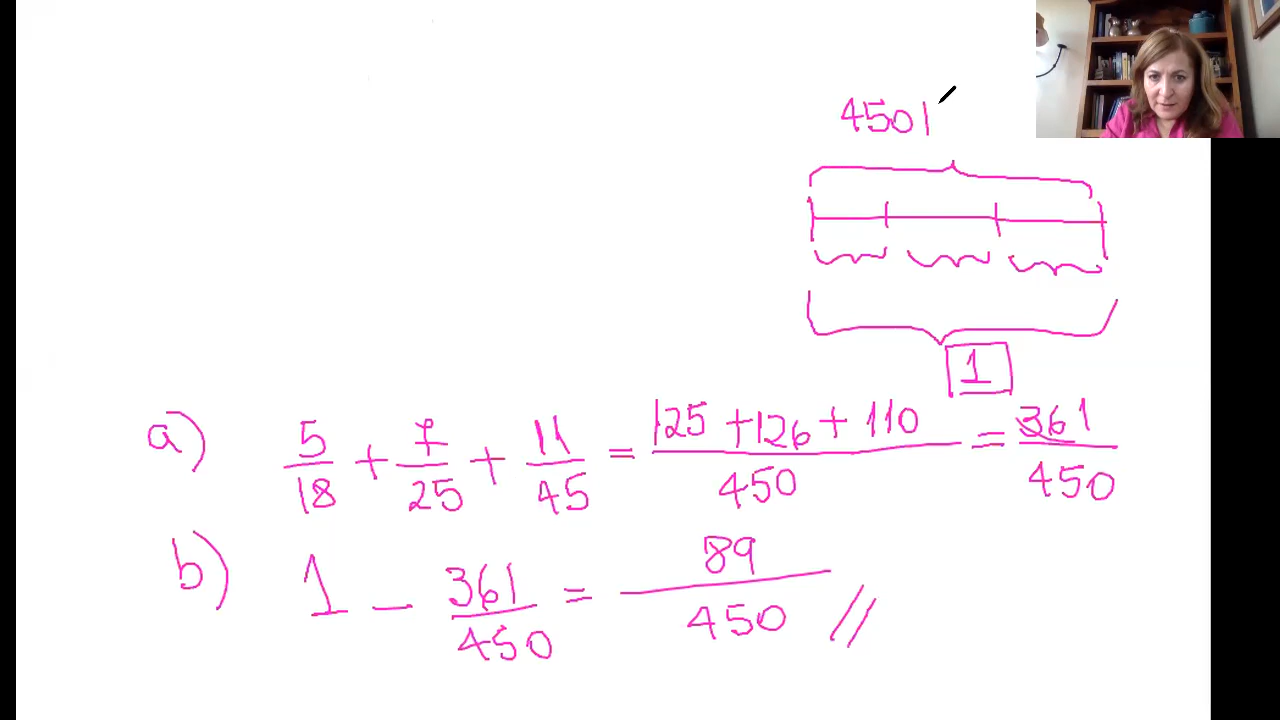 450l
1
a) 5/18 + 7/25 + 11/45 = 125 + 126 + 110/450 = 361/450
b) 1 - 361/450 = 89/450 //